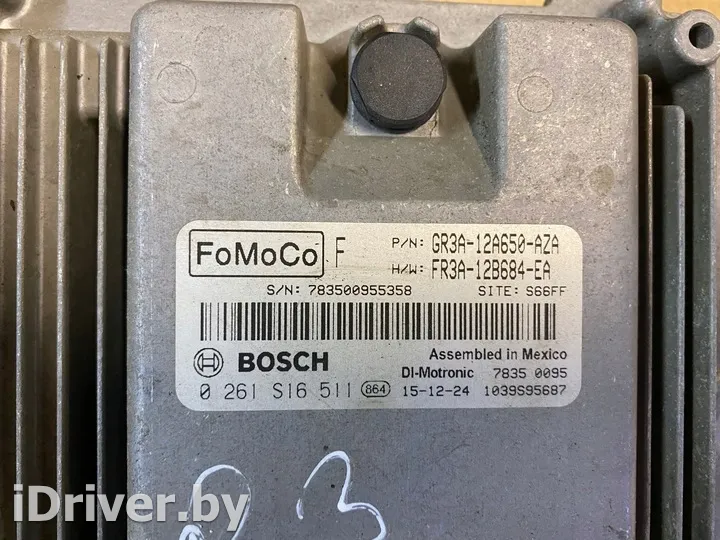 FoMoCo F P/N: GR3A-12A650-AZA
H/W: FR3A-12B684-EA
S/N: 783500955358 SITE: S66FF
BOSCH Assembled in Mexico
DI-Motronic 7835 0095
0 261 S16 511 864 15-12-24 1039S95687
23
iDriver.by